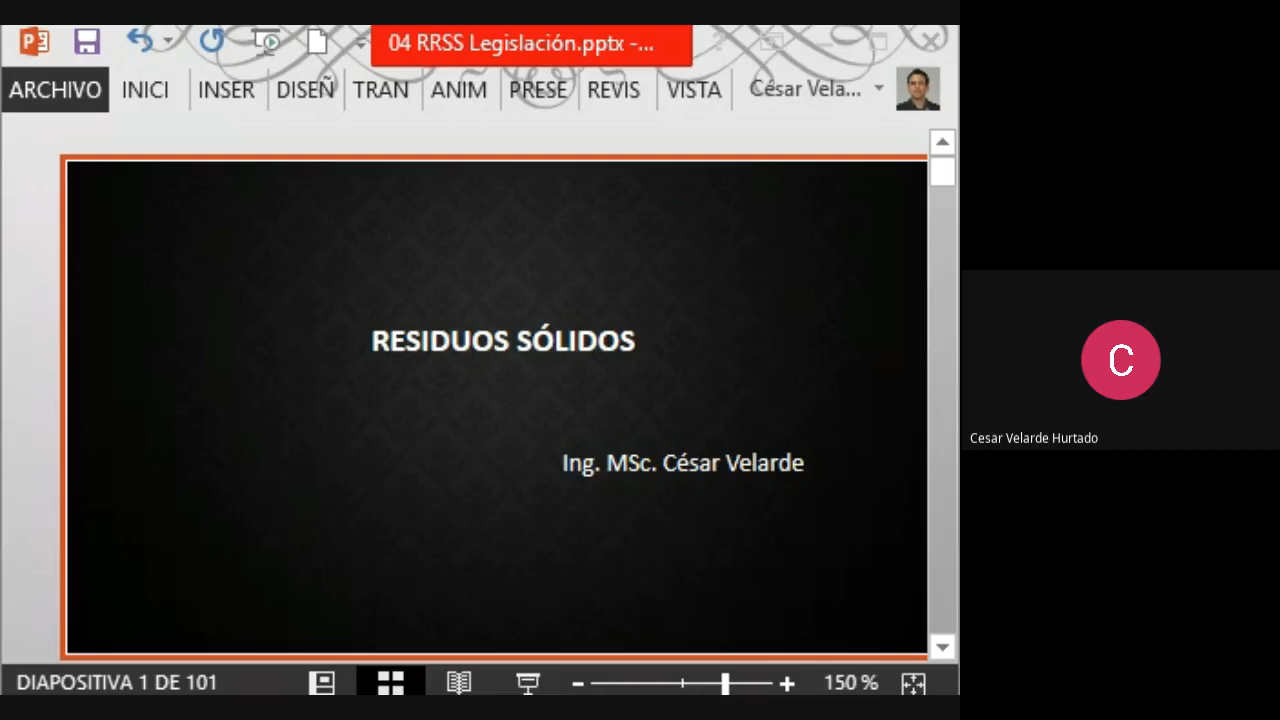 04 RRSS Legislación.pptx -...
ARCHIVO INICI INSER DISEÑ TRAN ANIM PRESE REVIS VISTA César Vela...
RESIDUOS SÓLIDOS
Ing. MSc. César Velarde
C
Cesar Velarde Hurtado
DIAPOSITIVA 1 DE 101
150 %